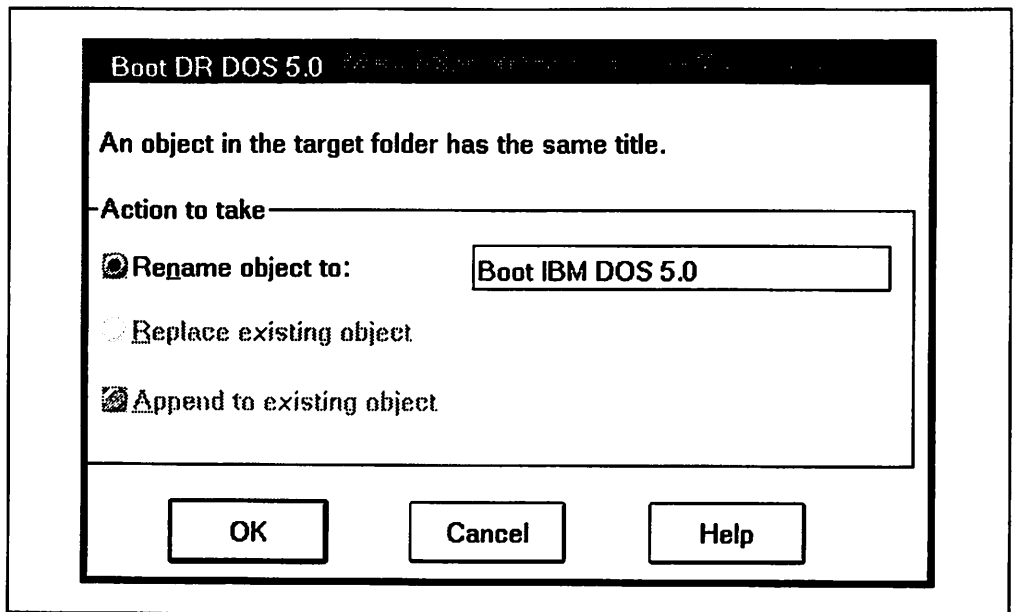 Boot DR DOS 5.0
An object in the target folder has the same title.
Action to take
Rename object to:
Boot IBM DOS 5.0
Replace existing object
Append to existing object
OK
Cancel
Help